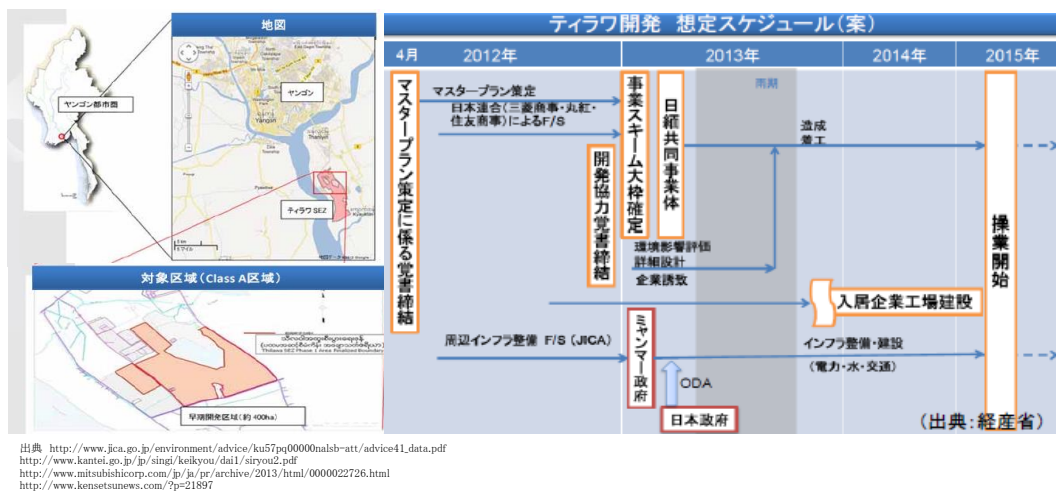 地図
ヤンゴン都市圏
ヤンゴン
Yangon
Thanlyin
ティラワ SEZ
対象区域(Class A区域)
Thilawa SEZ Phase I Area Realized Boundary
早期開発区域(約 400ha)
ティラワ開発 想定スケジュール(案)
4月
2012年
2013年
2014年
2015年
マスタープラン策定に係る覚書締結
マスタープラン策定
日本連合(三菱商事・丸紅・
住友商事)によるF/S
開発協力覚書締結
事業スキーム大枠確定
日緬共同事業体
雨期
造成
着工
環境影響評価
詳細設計
企業誘致
入居企業工場建設
操業開始
周辺インフラ整備 F/S (JICA)
ミャンマー政府
ODA
日本政府
インフラ整備・建設
(電力・水・交通)
(出典:経産省)
出典 http://www.jica.go.jp/environment/advice/ku57pq00000nalsb-att/advice41_data.pdf
http://www.kantei.go.jp/jp/singi/keikyou/dai1/siryou2.pdf
http://www.mitsubishicorp.com/jp/ja/pr/archive/2013/html/0000022726.html
http://www.kensetsunews.com/?p=21897